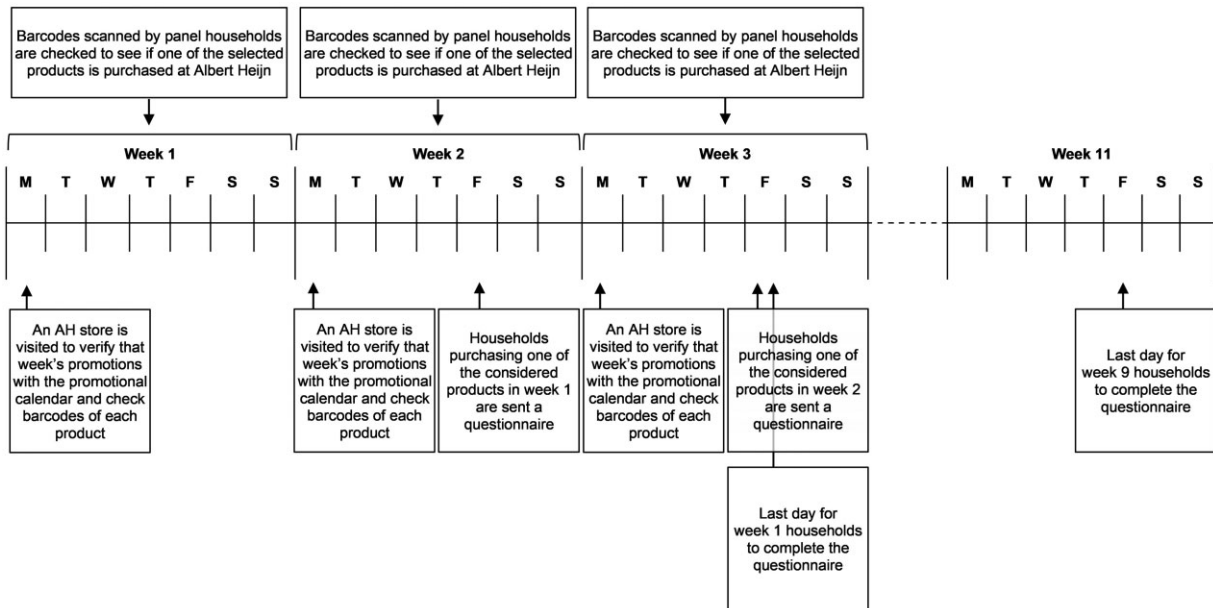 Barcodes scanned by panel households
are checked to see if one of the selected
products is purchased at Albert Heijn
Barcodes scanned by panel households
are checked to see if one of the selected
products is purchased at Albert Heijn
Barcodes scanned by panel households
are checked to see if one of the selected
products is purchased at Albert Heijn
Week 1
Week 2
Week 3
Week 11
M T W T F S S
M T W T F S S
M T W T F S S
M T W T F S S
An AH store is
visited to verify that
week's promotions
with the promotional
calendar and check
barcodes of each
product
An AH store is
visited to verify that
week's promotions
with the promotional
calendar and check
barcodes of each
product
Households
purchasing one of
the considered
products in week 1
are sent a
questionnaire
An AH store is
visited to verify that
week's promotions
with the promotional
calendar and check
barcodes of each
product
Households
purchasing one of
the considered
products in week 2
are sent a
questionnaire
Last day for
week 9 households
to complete the
questionnaire
Last day for
week 1 households
to complete the
questionnaire